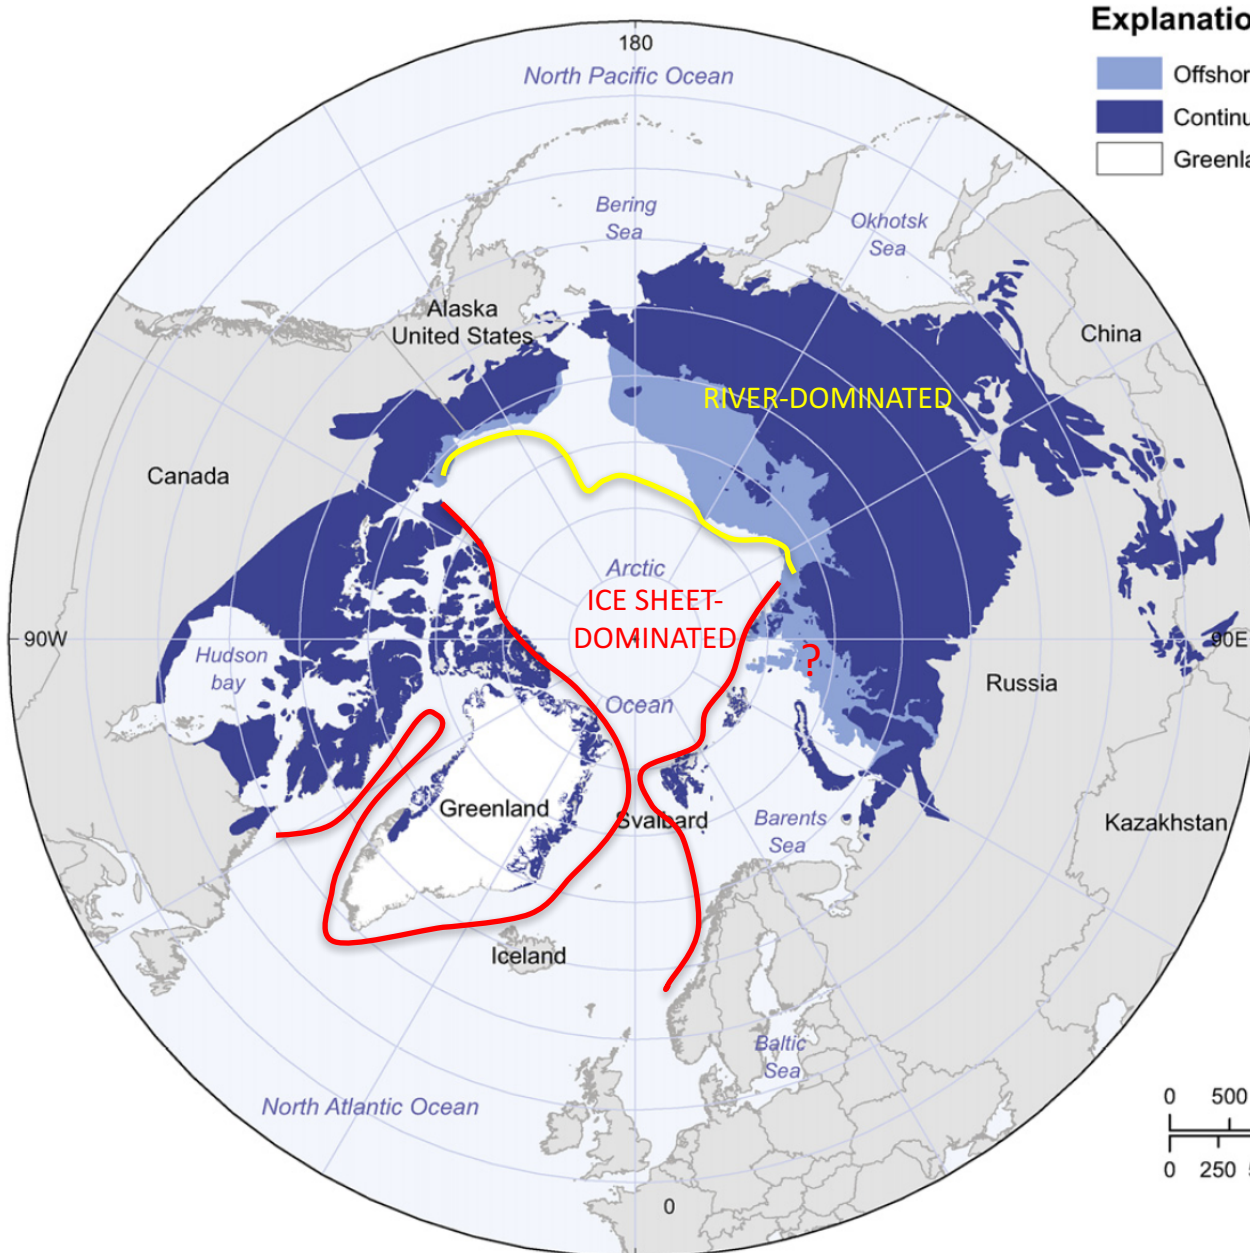 Explanatio
Offshor
Continu
Greenla
180
North Pacific Ocean
Bering
Sea
Okhotsk
Sea
Alaska
United States
China
RIVER-DOMINATED
Canada
Arctic
ICE SHEET-
DOMINATED
90W
90E
Hudson
bay
?
Russia
Ocean
Greenland
Svalbard
Barents
Sea
Kazakhstan
Iceland
Baltic
Sea
North Atlantic Ocean
0 500
0 250
0